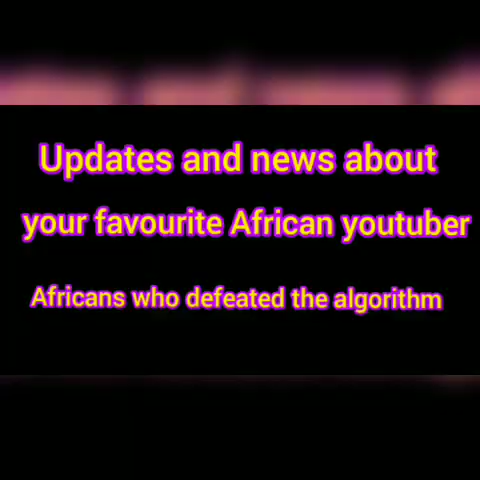 Updates and news about
your favourite African youtuber
Africans who defeated the algorithm